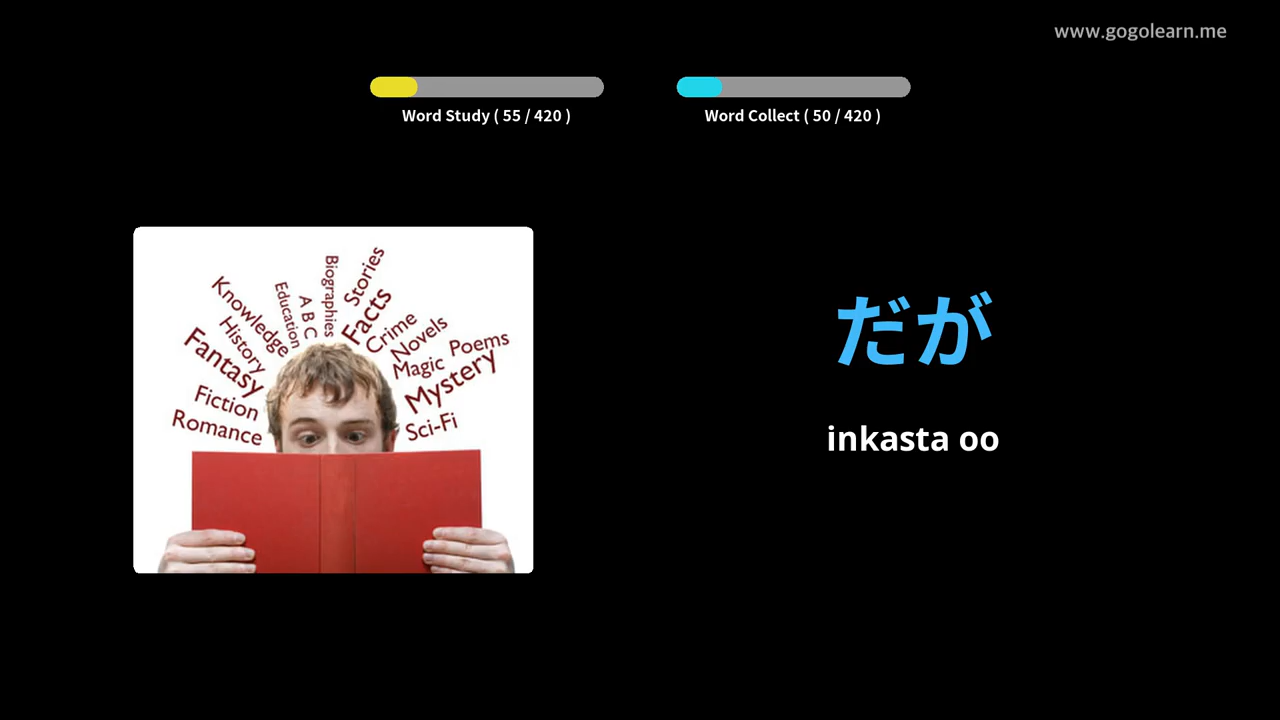 www.gogolearn.me
Word Study ( 55 / 420 )
Word Collect ( 50 / 420 )
Knowledge
Education
A B C
Biographies
Stories
Facts
Crime
Novels
Poems
Magic
Mystery
Sci-Fi
History
Fantasy
Fiction
Romance
だが
inkasta oo